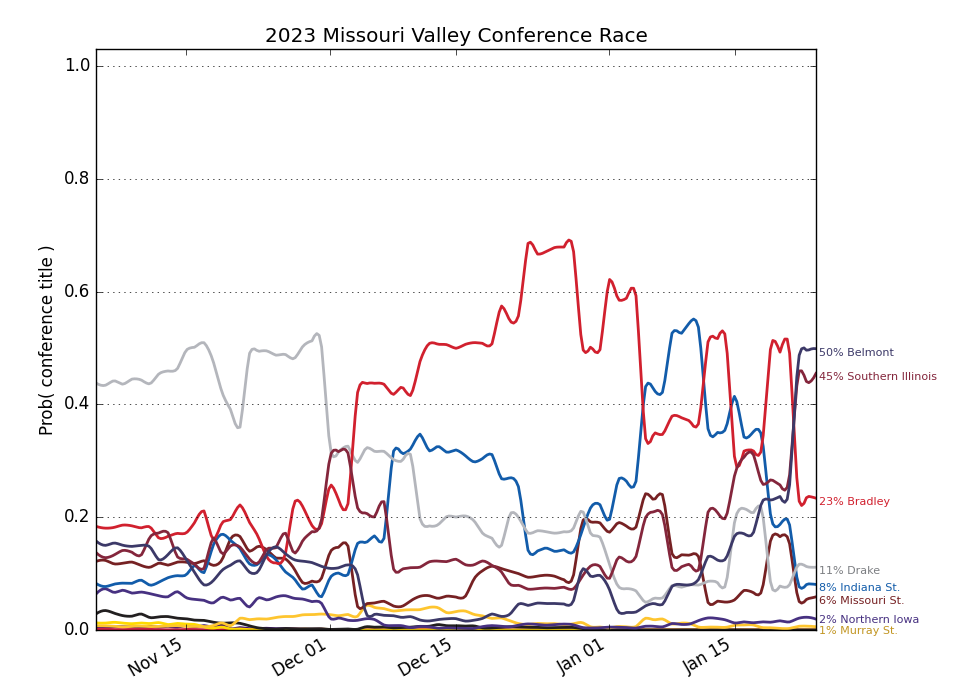 2023 Missouri Valley Conference Race
Prob( conference title )
1.0
0.8
0.6
0.4
0.2
0.0
Nov 15
Dec 01
Dec 15
Jan 01
Jan 15
50% Belmont
45% Southern Illinois
23% Bradley
11% Drake
8% Indiana St.
6% Missouri St.
2% Northern Iowa
1% Murray St.